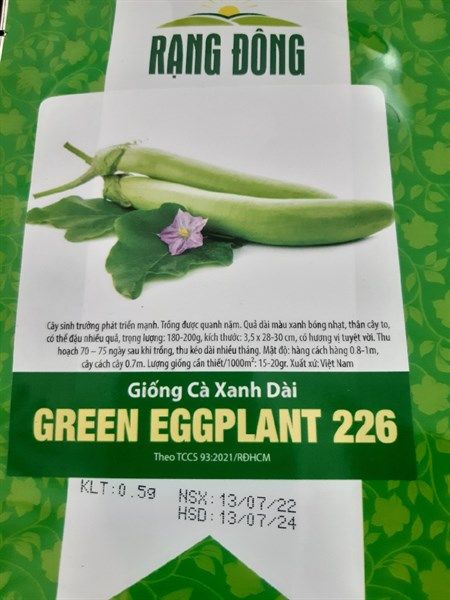 RẠNG ĐÔNG
Cây sinh trưởng phát triển mạnh. Trồng được quanh năm. Quả dài màu xanh bóng nhạt, thân cây to,
có thể đậu nhiều quả, trọng lượng: 180-200g, kích thước: 3,5 x 28-30 cm, có hương vị tuyệt vời. Thu
hoạch 70 – 75 ngày sau khi trồng, thu kéo dài nhiều tháng. Mật độ: hàng cách hàng 0.8-1m,
cây cách cây 0.7m. Lượng giống cần thiết/1000m²: 15-20gr. Xuất xứ: Việt Nam
Giống Cà Xanh Dài
GREEN EGGPLANT 226
Theo TCCS 93:2021/RĐHCM
KLT:0.5g NSX:13/07/22
HSD:13/07/24